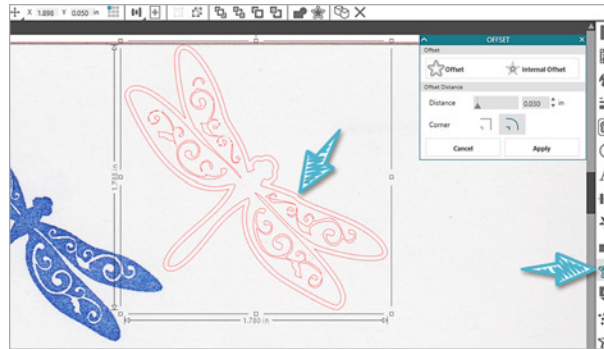 X 1.898 Y 0.050 in
OFFSET
Offset
Offset Internal Offset
Offset Distance
Distance 0.030 in
Corner
Cancel Apply
1.788 in
1.780 in